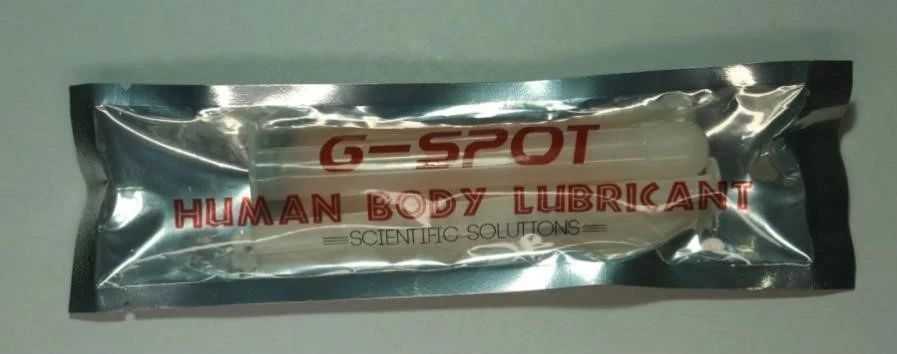 G-SPOT
HUMAN BODY LUBRICANT
SCIENTIFIC SOLUTIONS